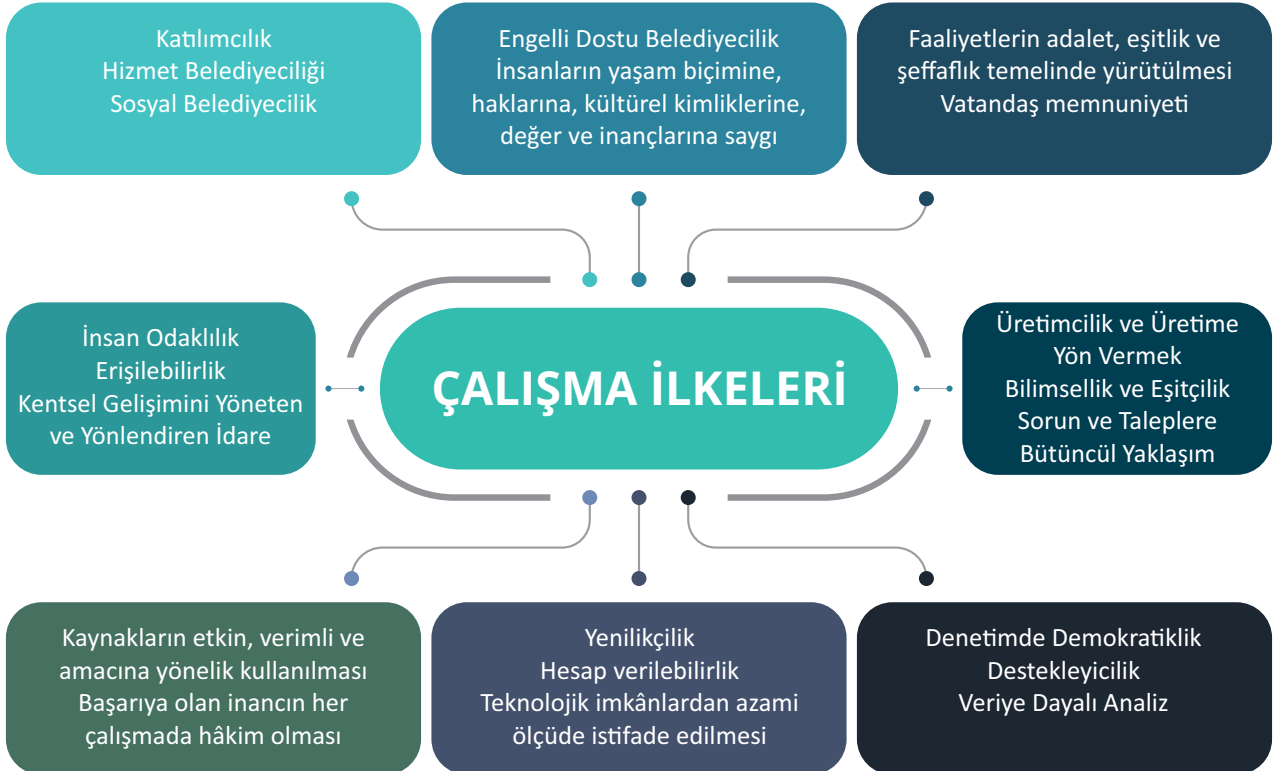 Katılımcılık
Hizmet Belediyeciliği
Sosyal Belediyecilik
Engelli Dostu Belediyecilik
İnsanların yaşam biçimine,
haklarına, kültürel kimliklerine,
değer ve inançlarına saygı
Faaliyetlerin adalet, eşitlik ve
şeffaflık temelinde yürütülmesi
Vatandaş memnuniyeti
İnsan Odaklılık
Erişilebilirlik
Kentsel Gelişimini Yöneten
ve Yönlendiren İdare
ÇALIŞMA İLKELERİ
Üretimcilik ve Üretime
Yön Vermek
Bilimsellik ve Eşitçilik
Sorun ve Taleplere
Bütüncül Yaklaşım
Kaynakların etkin, verimli ve
amacına yönelik kullanılması
Başarıya olan inancın her
çalışmada hâkim olması
Yenilikçilik
Hesap verilebilirlik
Teknolojik imkânlardan azami
ölçüde istifade edilmesi
Denetimde Demokratiklik
Destekleyicilik
Veriye Dayalı Analiz